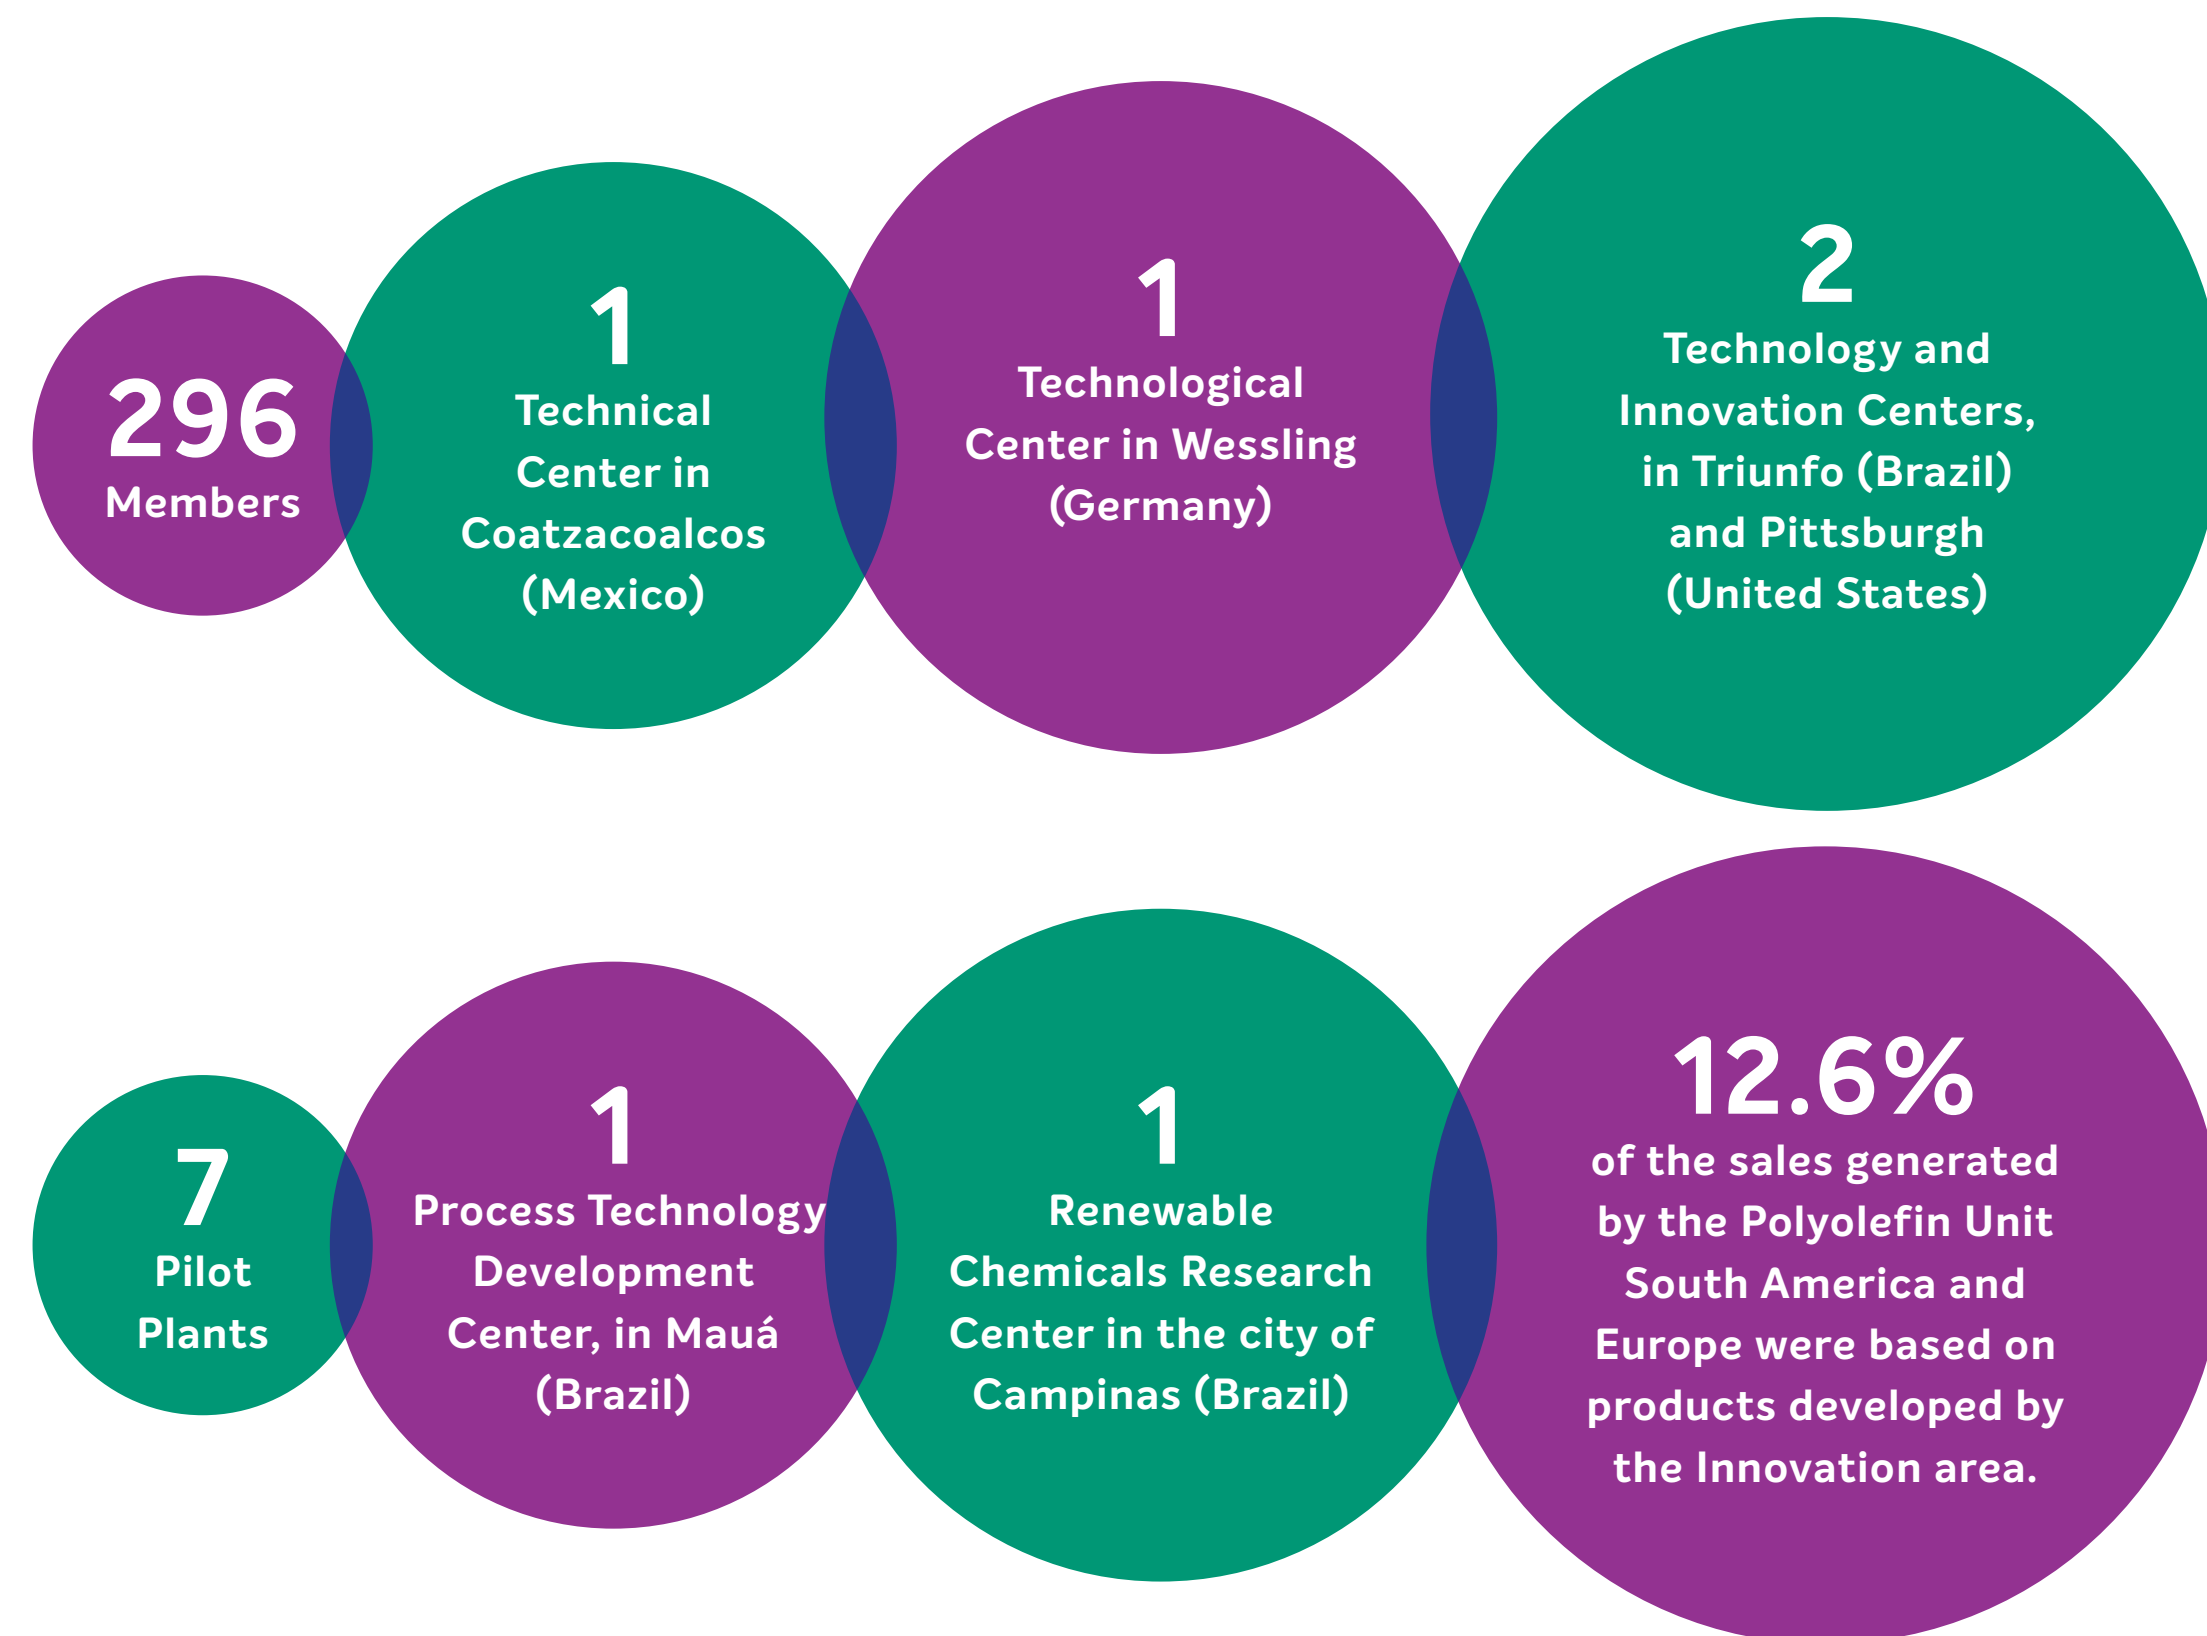 296
Members
1
Technical
Center in
Coatzacoalcos
(Mexico)
1
Technological
Center in Wessling
(Germany)
2
Technology and
Innovation Centers,
in Triunfo (Brazil)
and Pittsburgh
(United States)
7
Pilot
Plants
1
Process Technology
Development
Center, in Mauá
(Brazil)
1
Renewable
Chemicals Research
Center in the city of
Campinas (Brazil)
12.6%
of the sales generated
by the Polyolefin Unit
South America and
Europe were based on
products developed by
the Innovation area.